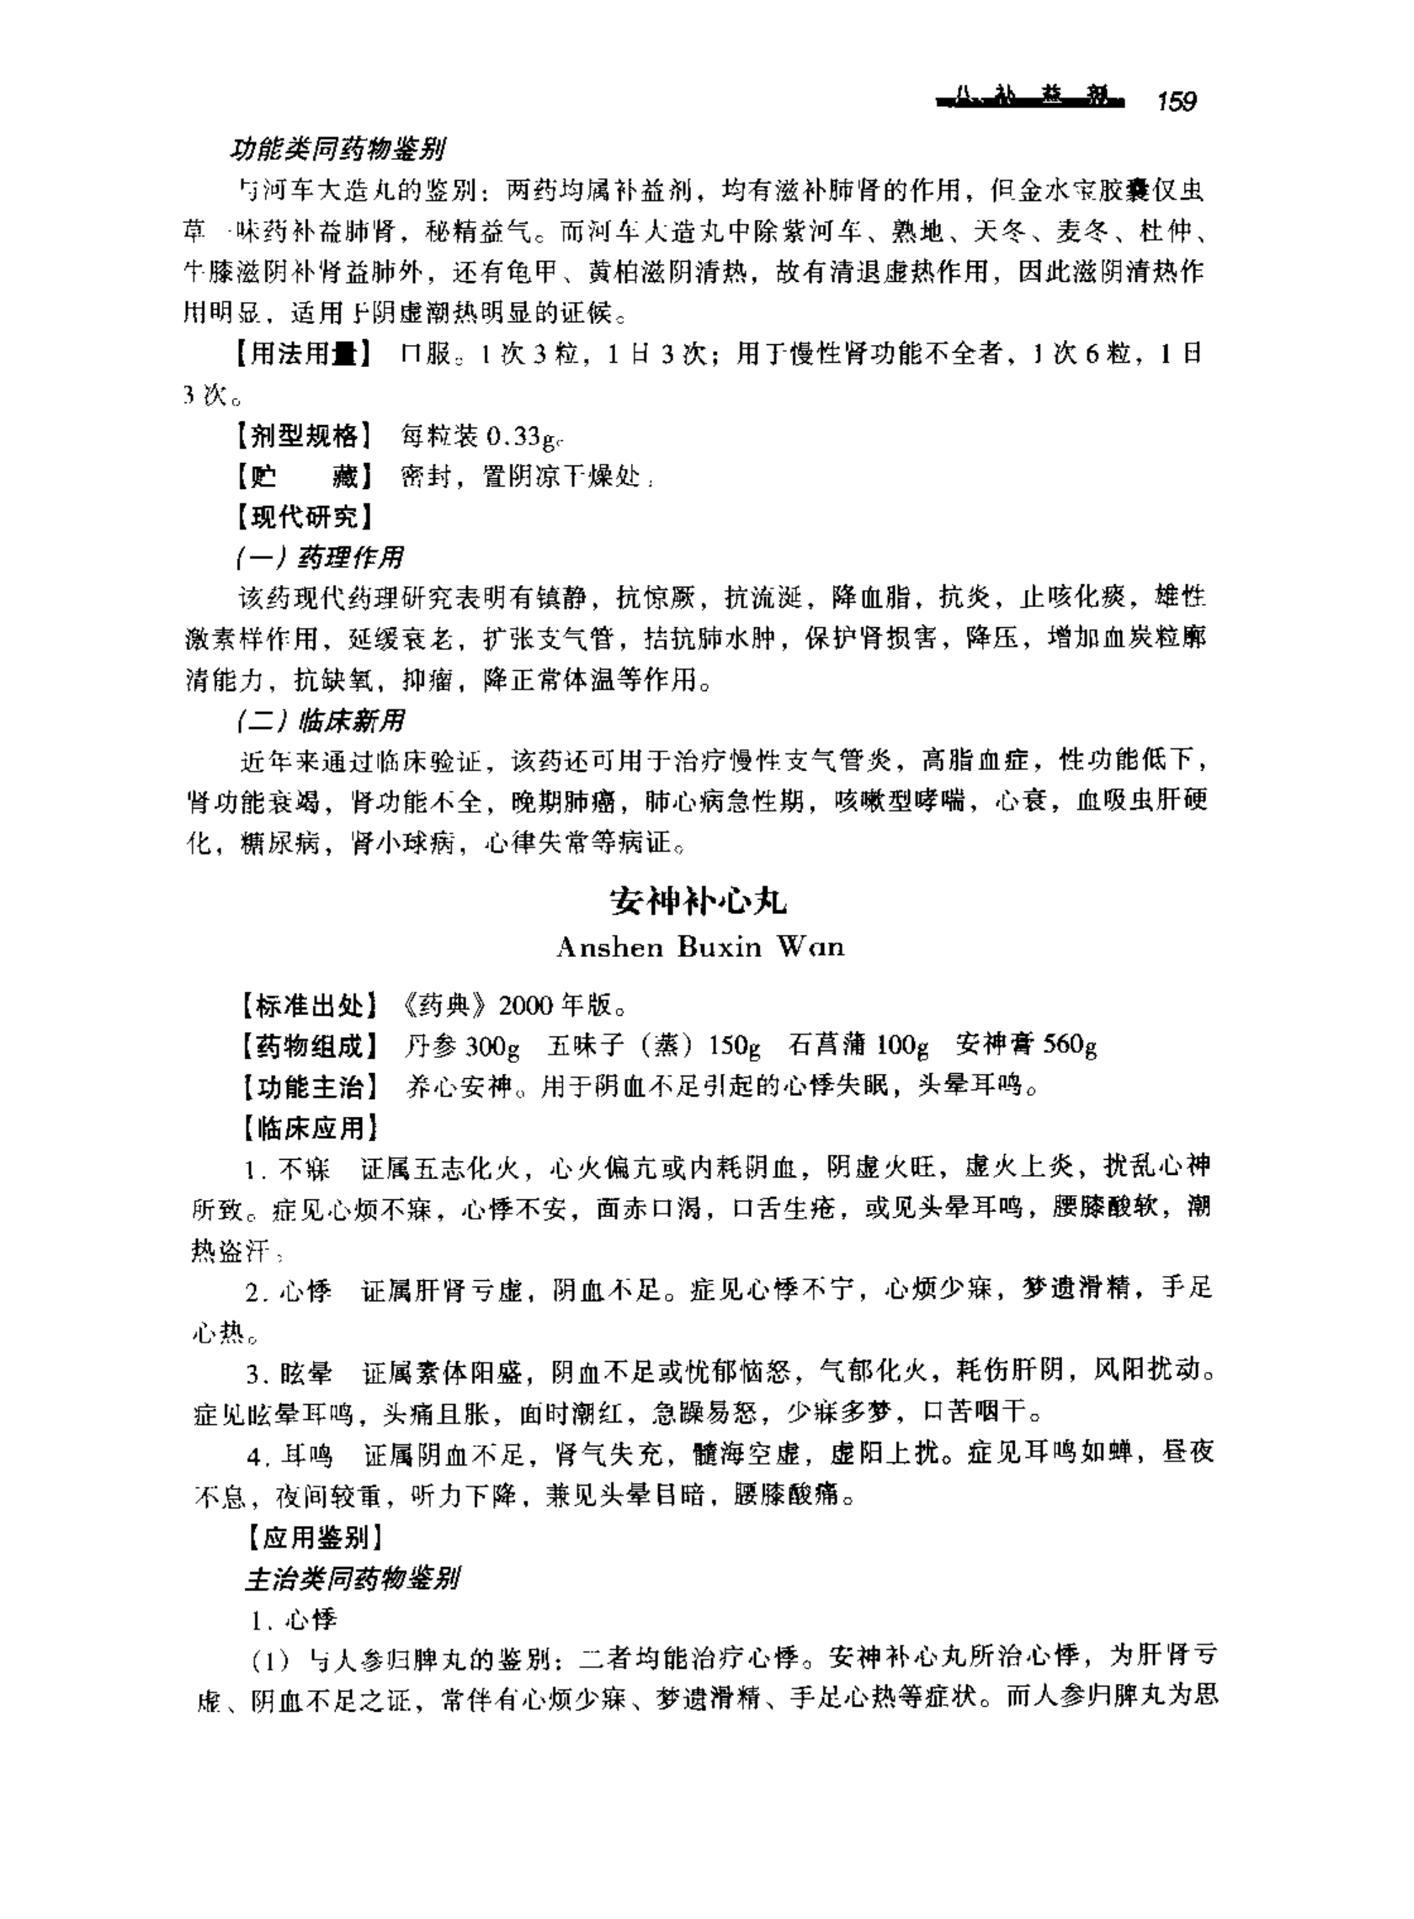 八、补益剂 159
功能类同药物鉴别
与河车大造丸的鉴别：两药均属补益剂，均有滋补肺肾的作用，但金水宝胶囊仅虫
草一味药补益肺肾，秘精益气。而河车大造丸中除紫河车、熟地、天冬、麦冬、杜仲、
牛膝滋阴补肾益肺外，还有龟甲、黄柏滋阴清热，故有清退虚热作用，因此滋阴清热作
用明显，适用于阴虚潮热明显的证候。
【用法用量】 口服。1次3粒，1日3次；用于慢性肾功能不全者，1次6粒，1日
3次。
【剂型规格】 每粒装0.33g。
【贮　　藏】 密封，置阴凉干燥处。
【现代研究】
（一）药理作用
该药现代药理研究表明有镇静，抗惊厥，抗流涎，降血脂，抗炎，止咳化痰，雄性
激素样作用，延缓衰老，扩张支气管，拮抗肺水肿，保护肾损害，降压，增加血炭粒廓
清能力，抗缺氧，抑瘤，降正常体温等作用。
（二）临床新用
近年来通过临床验证，该药还可用于治疗慢性支气管炎，高脂血症，性功能低下，
肾功能衰竭，肾功能不全，晚期肺癌，肺心病急性期，咳嗽型哮喘，心衰，血吸虫肝硬
化，糖尿病，肾小球病，心律失常等病证。
安神补心丸
Anshen Buxin Wan
【标准出处】《药典》2000年版。
【药物组成】 丹参300g　五味子（蒸）150g　石菖蒲100g　安神膏560g
【功能主治】 养心安神。用于阴血不足引起的心悸失眠，头晕耳鸣。
【临床应用】
1. 不寐　证属五志化火，心火偏亢或内耗阴血，阴虚火旺，虚火上炎，扰乱心神
所致。症见心烦不寐，心悸不安，面赤口渴，口舌生疮，或见头晕耳鸣，腰膝酸软，潮
热盗汗。
2. 心悸　证属肝肾亏虚，阴血不足。症见心悸不宁，心烦少寐，梦遗滑精，手足
心热。
3. 眩晕　证属素体阳盛，阴血不足或忧郁恼怒，气郁化火，耗伤肝阴，风阳扰动。
症见眩晕耳鸣，头痛且胀，面时潮红，急躁易怒，少寐多梦，口苦咽干。
4. 耳鸣　证属阴血不足，肾气失充，髓海空虚，虚阳上扰。症见耳鸣如蝉，昼夜
不息，夜间较重，听力下降，兼见头晕目暗，腰膝酸痛。
【应用鉴别】
主治类同药物鉴别
1. 心悸
（1）与人参归脾丸的鉴别：二者均能治疗心悸。安神补心丸所治心悸，为肝肾亏
虚、阴血不足之证，常伴有心烦少寐、梦遗滑精、手足心热等症状。而人参归脾丸为思